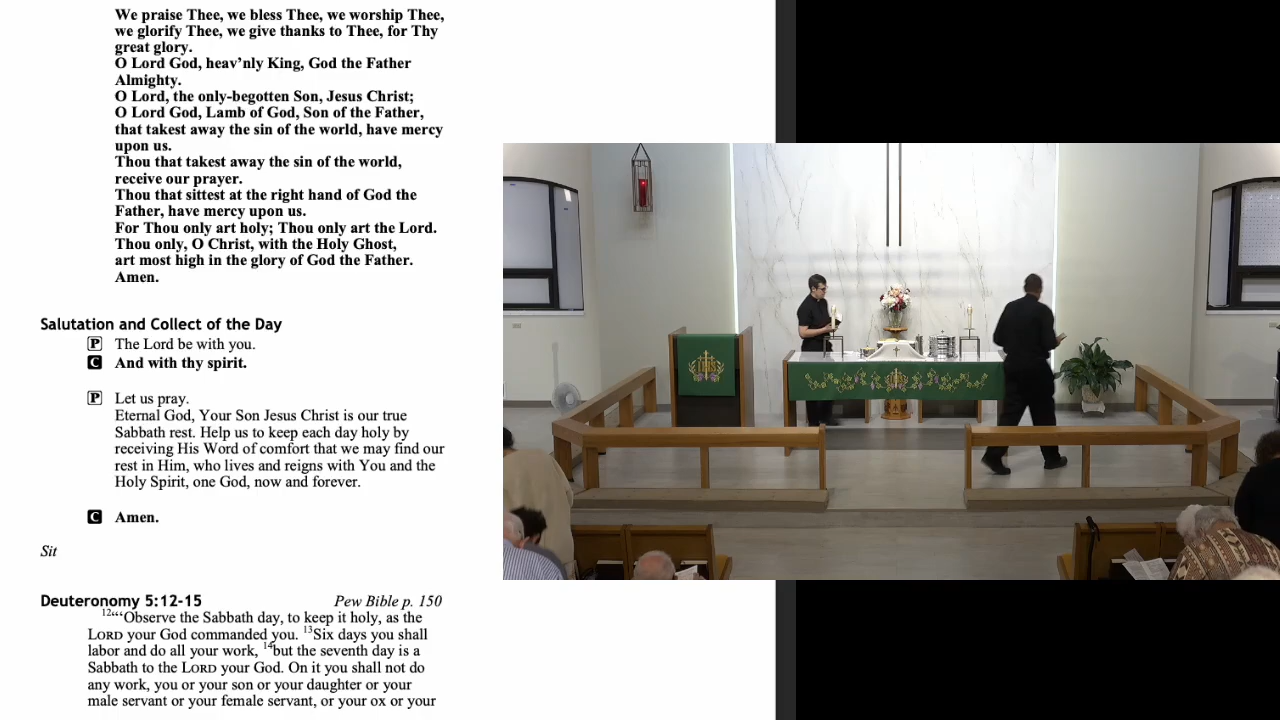 We praise Thee, we bless Thee, we worship Thee,
we glorify Thee, we give thanks to Thee, for Thy
great glory.
O Lord God, heav’nly King, God the Father
Almighty.
O Lord, the only-begotten Son, Jesus Christ;
O Lord God, Lamb of God, Son of the Father,
that takest away the sin of the world, have mercy
upon us.
Thou that takest away the sin of the world,
receive our prayer.
Thou that sittest at the right hand of God the
Father, have mercy upon us.
For Thou only art holy; Thou only art the Lord.
Thou only, O Christ, with the Holy Ghost,
art most high in the glory of God the Father.
Amen.
Salutation and Collect of the Day
P The Lord be with you.
C And with thy spirit.
P Let us pray.
Eternal God, Your Son Jesus Christ is our true
Sabbath rest. Help us to keep each day holy by
receiving His Word of comfort that we may find our
rest in Him, who lives and reigns with You and the
Holy Spirit, one God, now and forever.
C Amen.
Sit
Deuteronomy 5:12-15 Pew Bible p. 150
12“‘Observe the Sabbath day, to keep it holy, as the
LORD your God commanded you. 13Six days you shall
labor and do all your work, 14but the seventh day is a
Sabbath to the LORD your God. On it you shall not do
any work, you or your son or your daughter or your
male servant or your female servant, or your ox or your
IHS